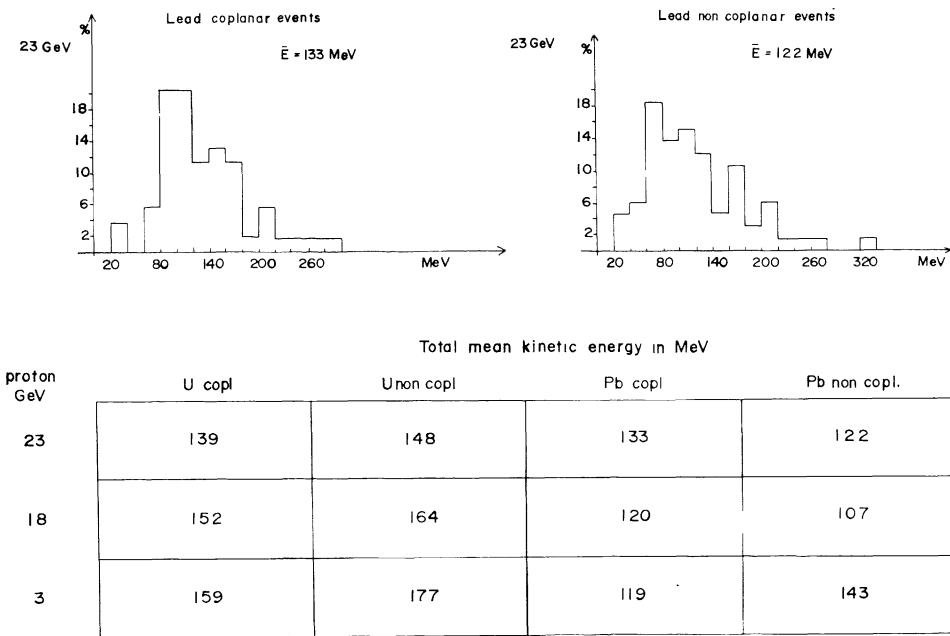 Lead coplanar events
%
23 GeV
Ē = 133 MeV
18
14
10
6
2
20 80 140 200 260 MeV
Lead non coplanar events
23 GeV %
Ē = 122 MeV
18
14
10
6
2
20 80 140 200 260 320 MeV
Total mean kinetic energy in MeV
proton GeV
U copl U non copl Pb copl Pb non copl.
23 139 148 133 122
18 152 164 120 107
3 159 177 119 143